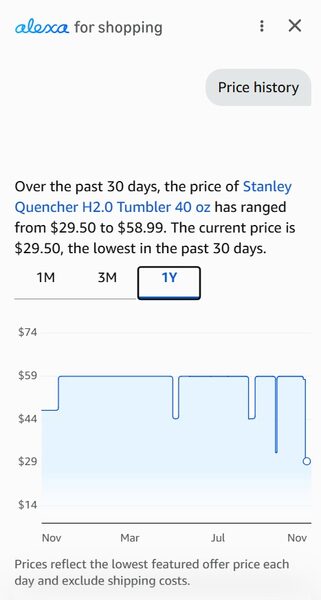 alexa for shopping
Price history
Over the past 30 days, the price of Stanley
Quencher H2.0 Tumbler 40 oz has ranged
from $29.50 to $58.99. The current price is
$29.50, the lowest in the past 30 days.
1M 3M 1Y
$74
$59
$44
$29
$14
Nov Mar Jul Nov
Prices reflect the lowest featured offer price each
day and exclude shipping costs.